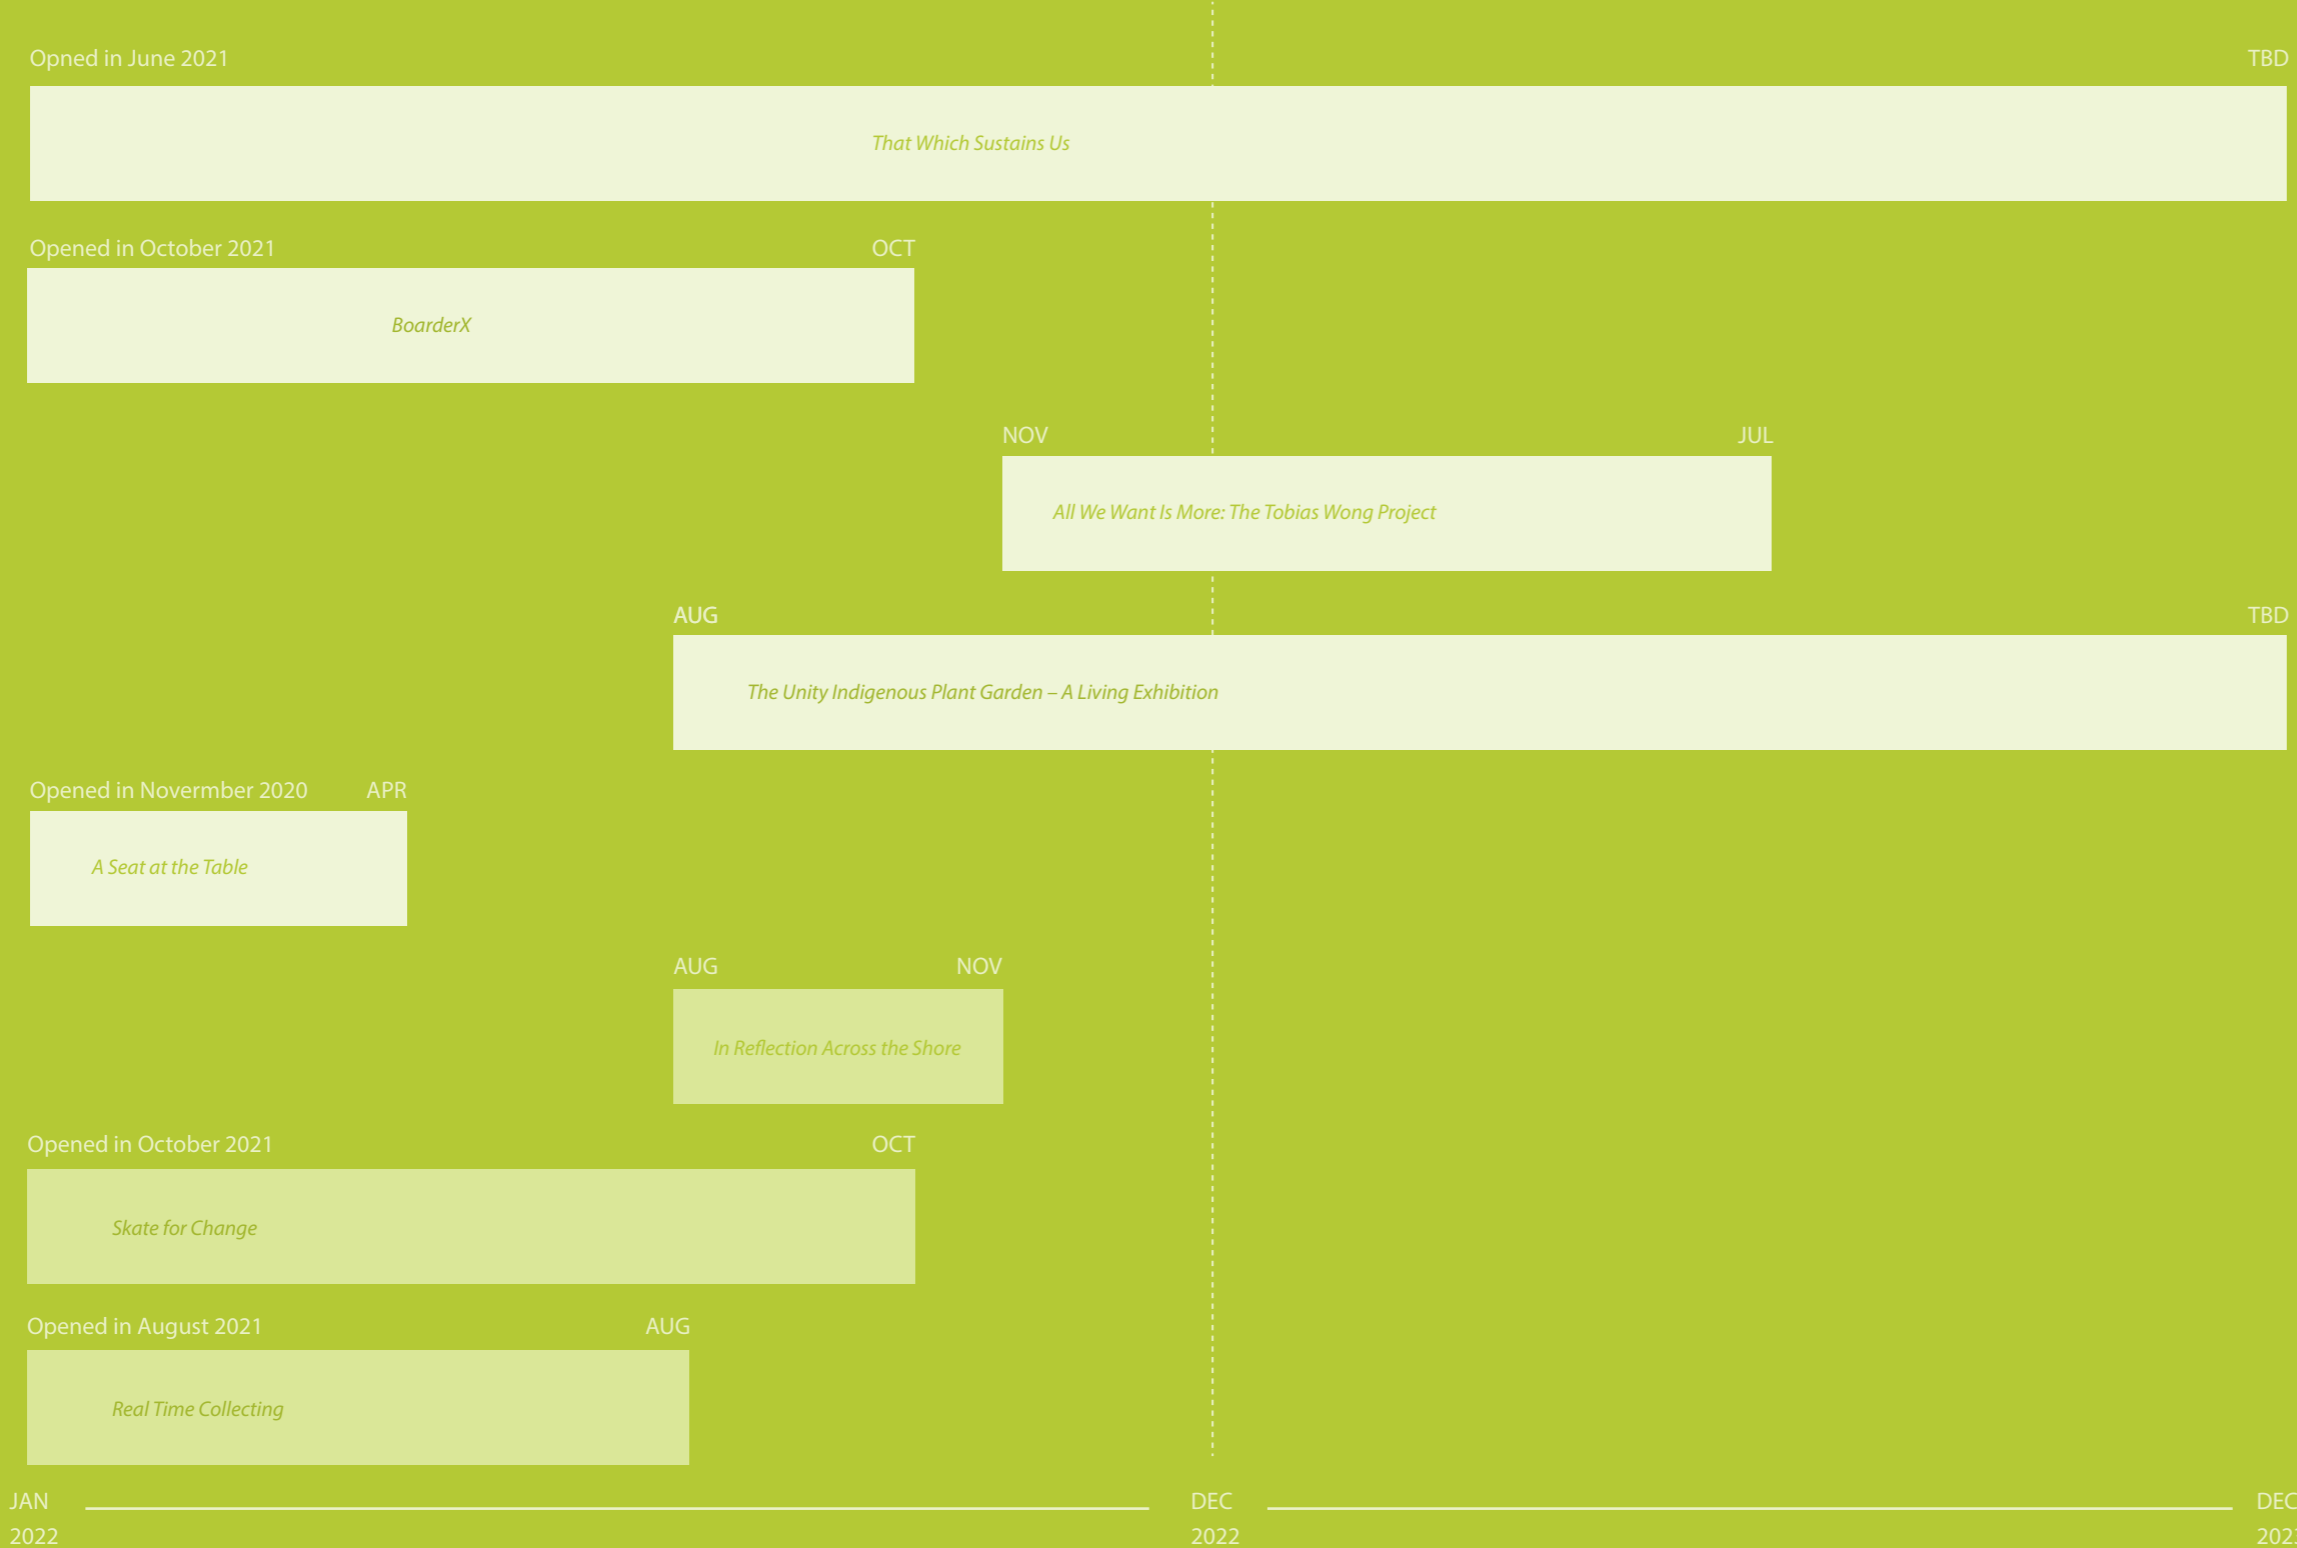 Opned in June 2021 TBD
That Which Sustains Us
Opened in October 2021 OCT
BoarderX
NOV JUL
All We Want Is More: The Tobias Wong Project
AUG TBD
The Unity Indigenous Plant Garden – A Living Exhibition
Opened in Novermber 2020 APR
A Seat at the Table
AUG NOV
In Reflection Across the Shore
Opened in October 2021 OCT
Skate for Change
Opened in August 2021 AUG
Real Time Collecting
JAN DEC DEC
2022 2022